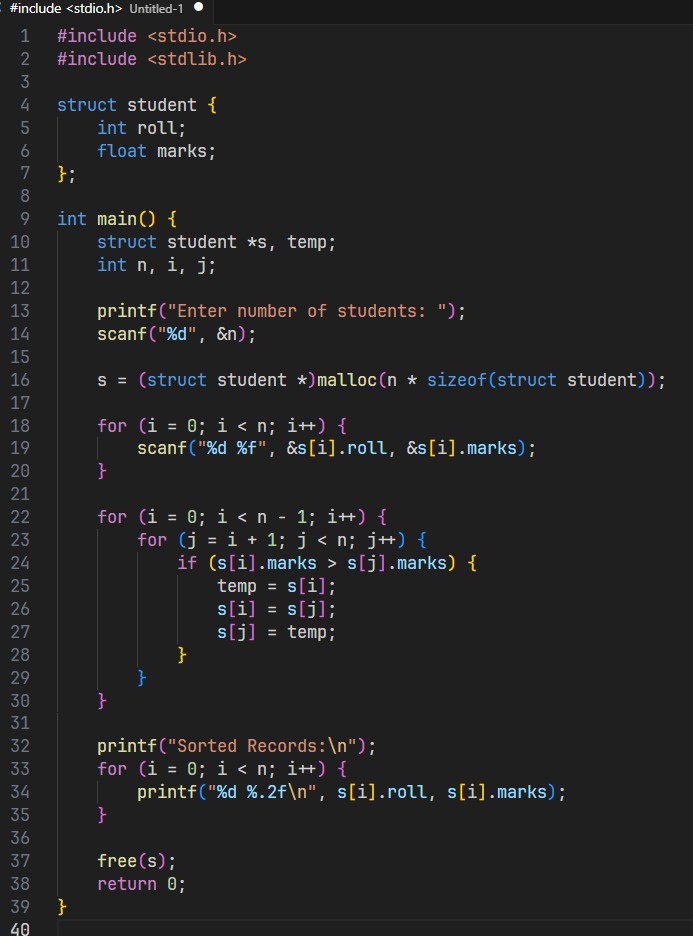 #include <stdio.h> Untitled-1
1 #include <stdio.h>
2 #include <stdlib.h>
3
4 struct student {
5     int roll;
6     float marks;
7 };
8
9 int main() {
10     struct student *s, temp;
11     int n, i, j;
12
13     printf("Enter number of students: ");
14     scanf("%d", &n);
15
16     s = (struct student *)malloc(n * sizeof(struct student));
17
18     for (i = 0; i < n; i++) {
19         scanf("%d %f", &s[i].roll, &s[i].marks);
20     }
21
22     for (i = 0; i < n - 1; i++) {
23         for (j = i + 1; j < n; j++) {
24             if (s[i].marks > s[j].marks) {
25                 temp = s[i];
26                 s[i] = s[j];
27                 s[j] = temp;
28             }
29         }
30     }
31
32     printf("Sorted Records:\n");
33     for (i = 0; i < n; i++) {
34         printf("%d %.2f\n", s[i].roll, s[i].marks);
35     }
36
37     free(s);
38     return 0;
39 }
40